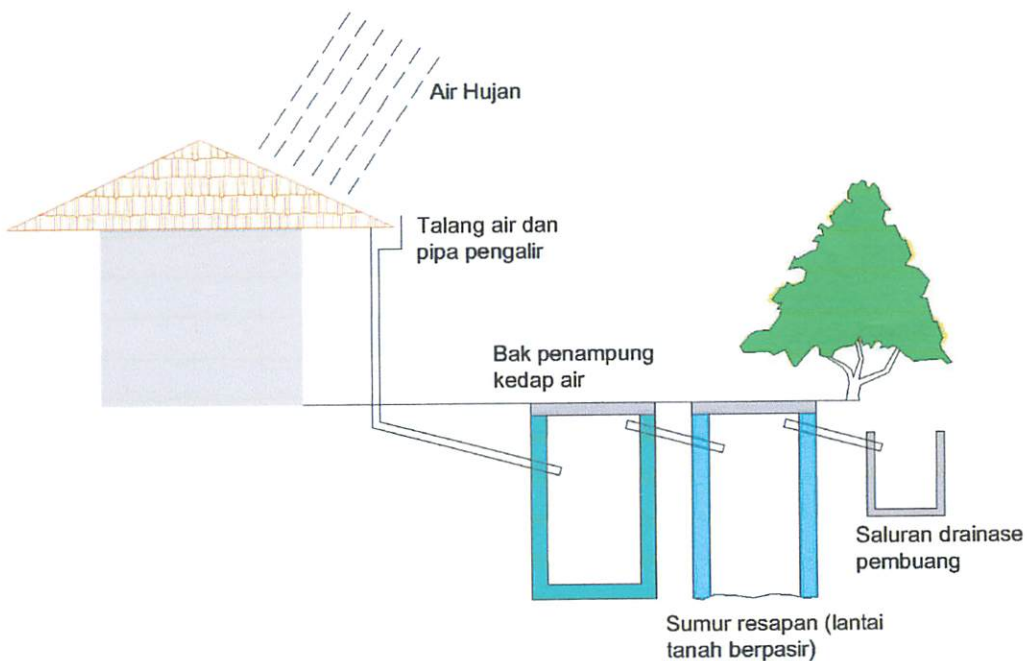 Air Hujan
Talang air dan
pipa pengalir
Bak penampung
kedap air
Saluran drainase
pembuang
Sumur resapan (lantai
tanah berpasir)